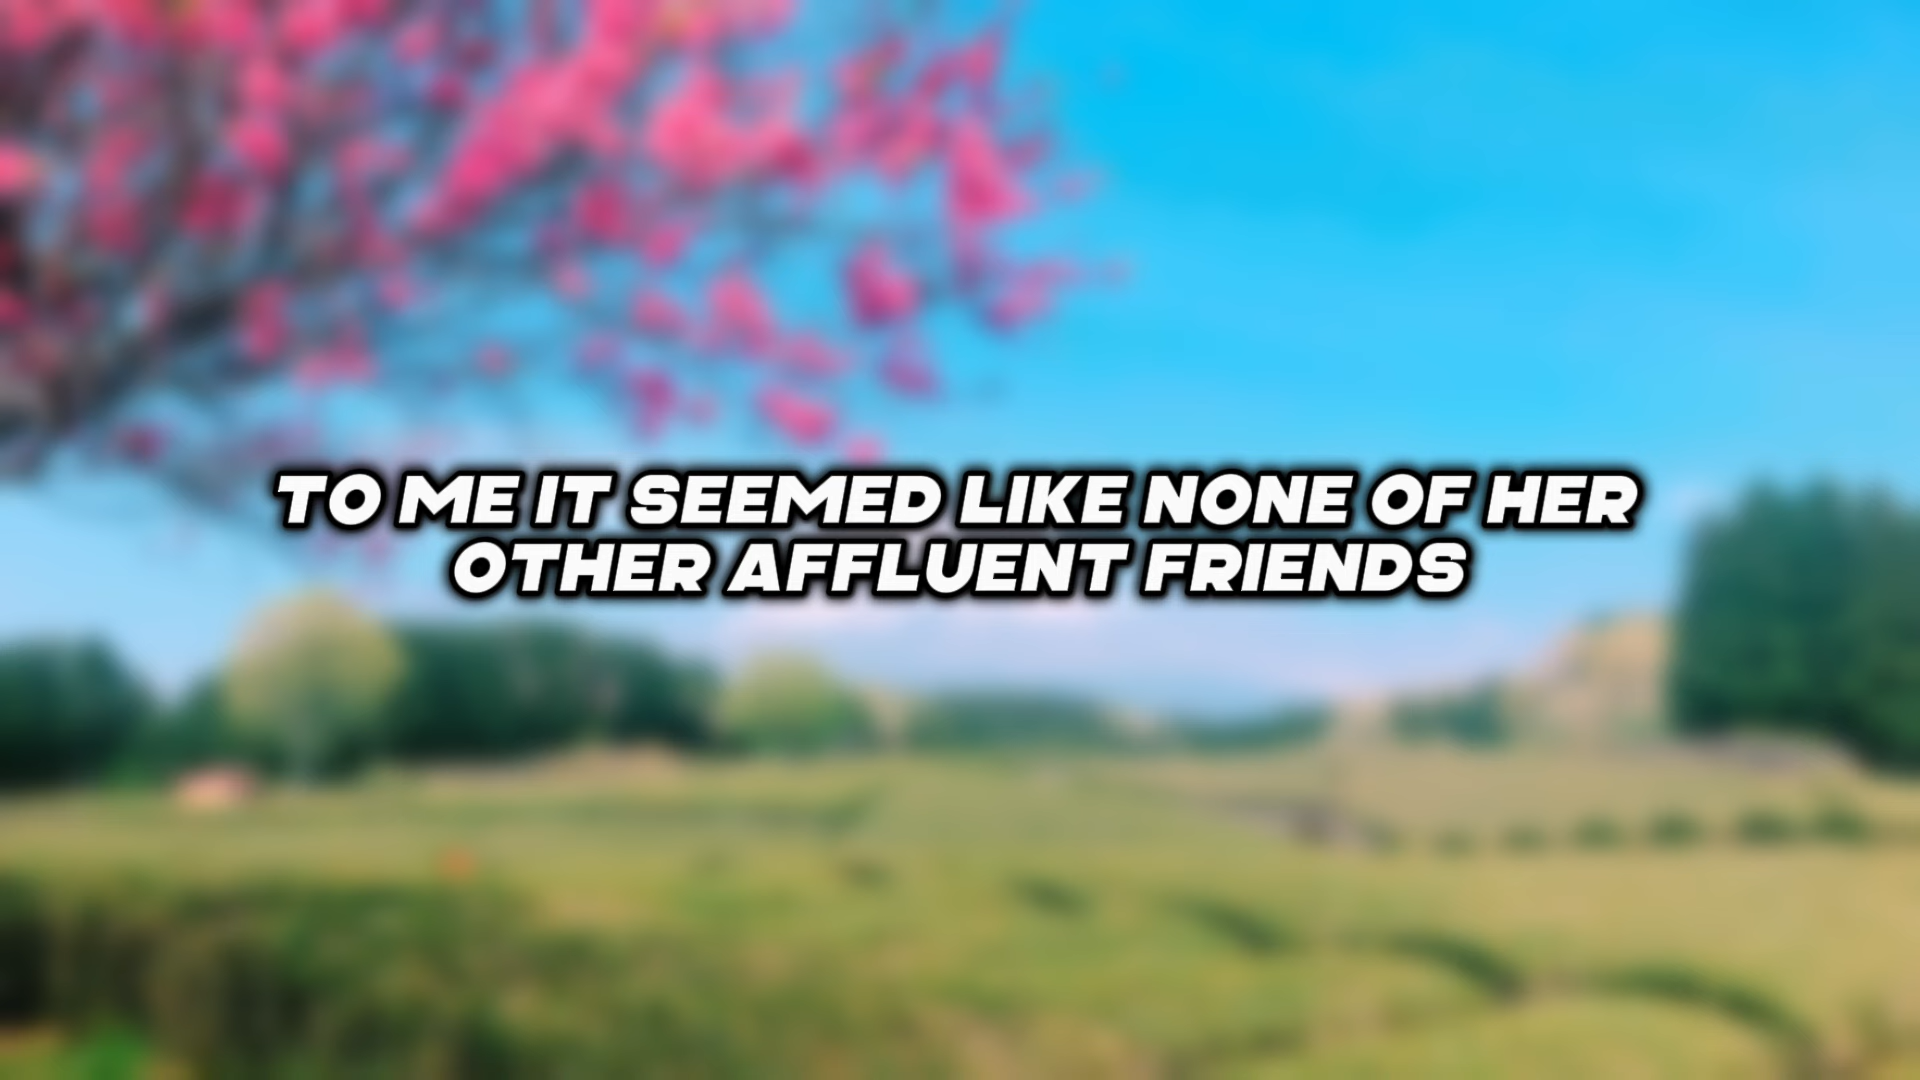 TO ME IT SEEMED LIKE NONE OF HER
OTHER AFFLUENT FRIENDS